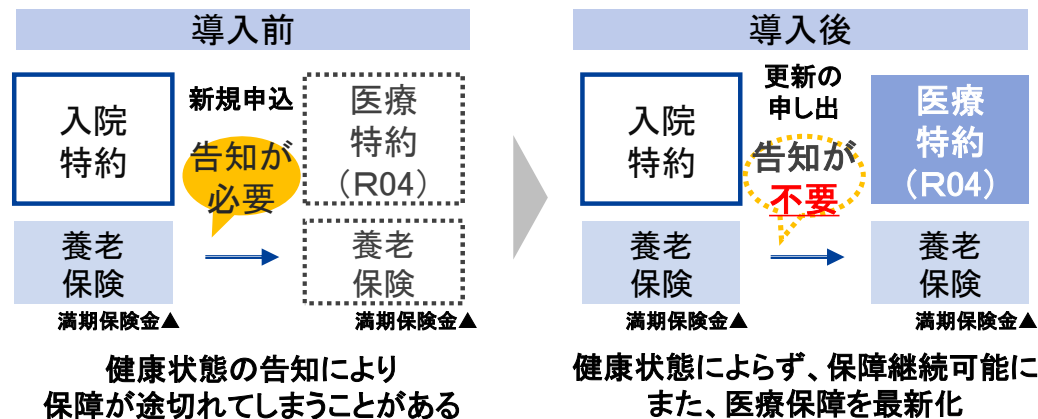 導入前
入院
特約
新規申込
告知が
必要
医療
特約
（R04）
養老
保険
養老
保険
満期保険金▲
満期保険金▲
健康状態の告知により
保障が途切れてしまうことがある
導入後
入院
特約
更新の
申し出
告知が
不要
医療
特約
（R04）
養老
保険
養老
保険
満期保険金▲
満期保険金▲
健康状態によらず、保障継続可能に
また、医療保障を最新化